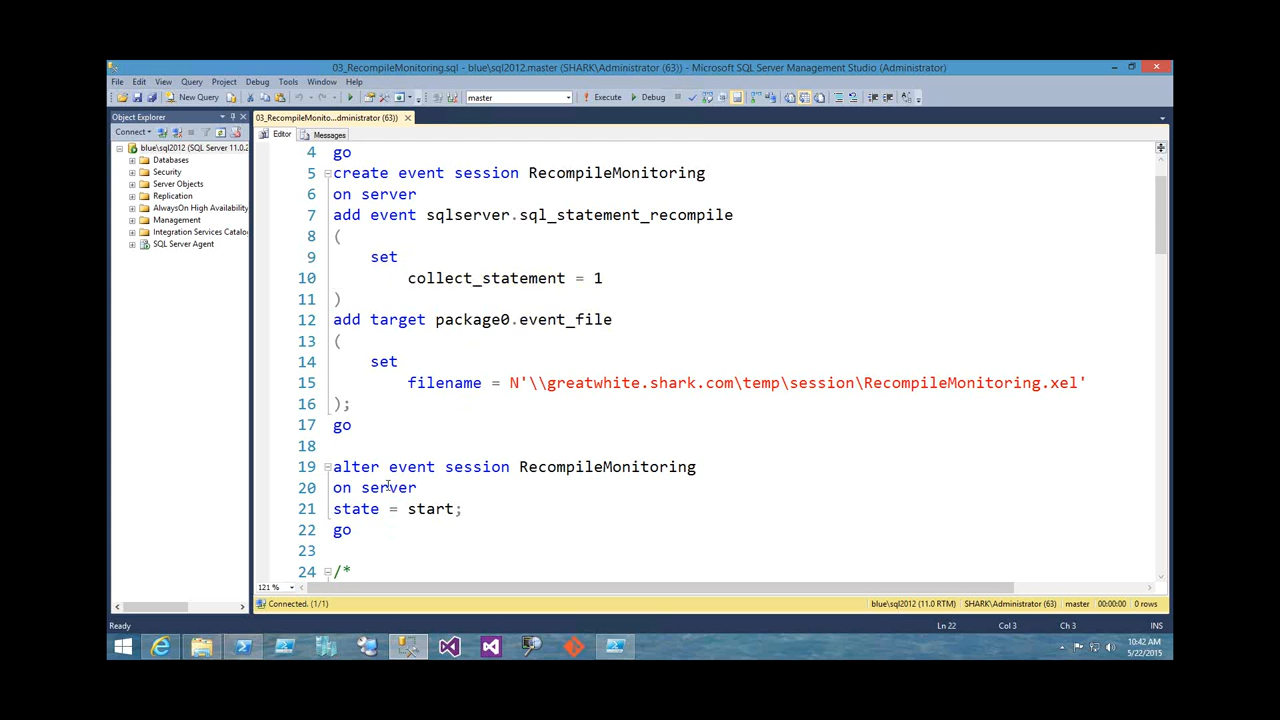 03_RecompileMonitoring.sql - blue\sql2012.master (SHARK\Administrator (63)) - Microsoft SQL Server Management Studio (Administrator)
File Edit View Query Project Debug Tools Window Help
New Query master Execute Debug
Object Explorer
03_RecompileMonito...dministrator (63))
Connect
Editor Messages
blue\sql2012 (SQL Server 11.0.2
Databases
Security
Server Objects
Replication
AlwaysOn High Availability
Management
Integration Services Catalo
SQL Server Agent
4 go
5 create event session RecompileMonitoring
6 on server
7 add event sqlserver.sql_statement_recompile
8 (
9 set
10 collect_statement = 1
11 )
12 add target package0.event_file
13 (
14 set
15 filename = N'\\greatwhite.shark.com\temp\session\RecompileMonitoring.xel'
16 );
17 go
18
19 alter event session RecompileMonitoring
20 on server
21 state = start;
22 go
23
24 /*
121 %
Connected. (1/1) blue\sql2012 (11.0 RTM) SHARK\Administrator (63) master 00:00:00 0 rows
Ready Ln 22 Col 3 Ch 3 INS
10:42 AM
5/22/2015